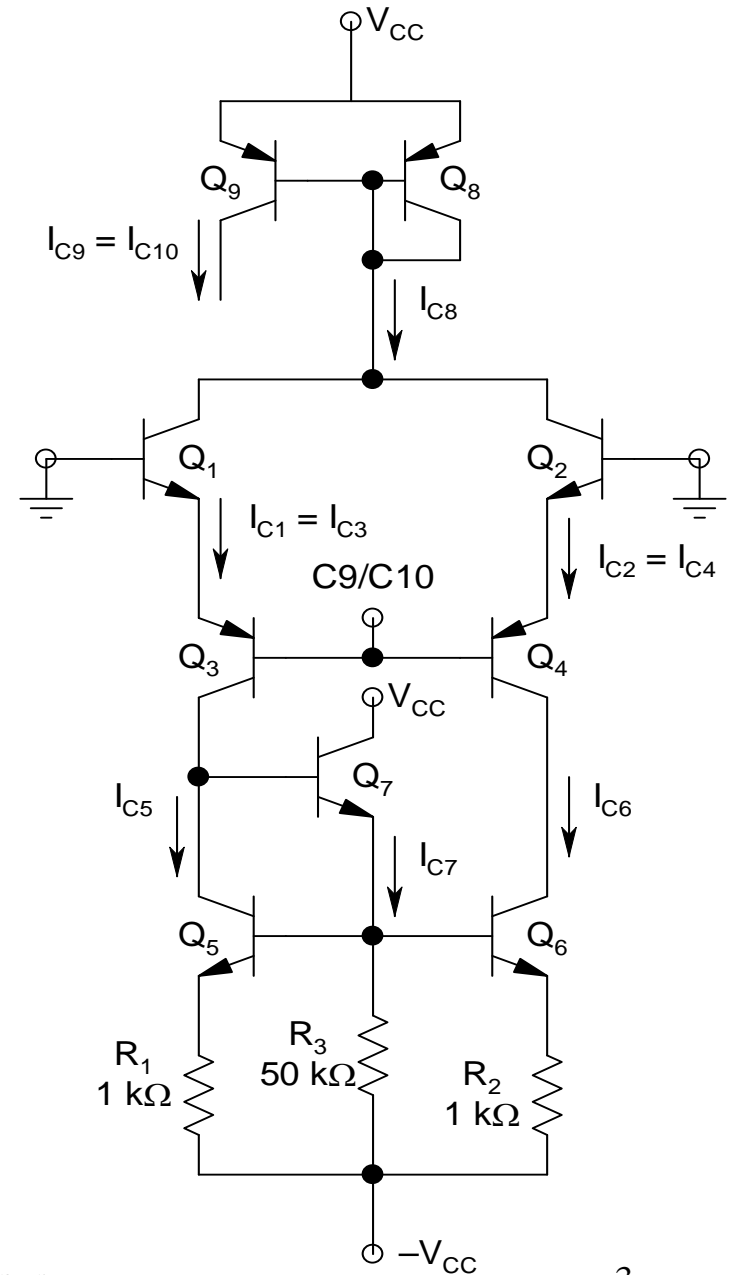 V_CC
Q_9
Q_8
I_C9 = I_C10
I_C8
Q_1
Q_2
I_C1 = I_C3
C9/C10
I_C2 = I_C4
Q_3
Q_4
V_CC
Q_7
I_C5
I_C6
I_C7
Q_5
Q_6
R_1
1 kΩ
R_3
50 kΩ
R_2
1 kΩ
–V_CC